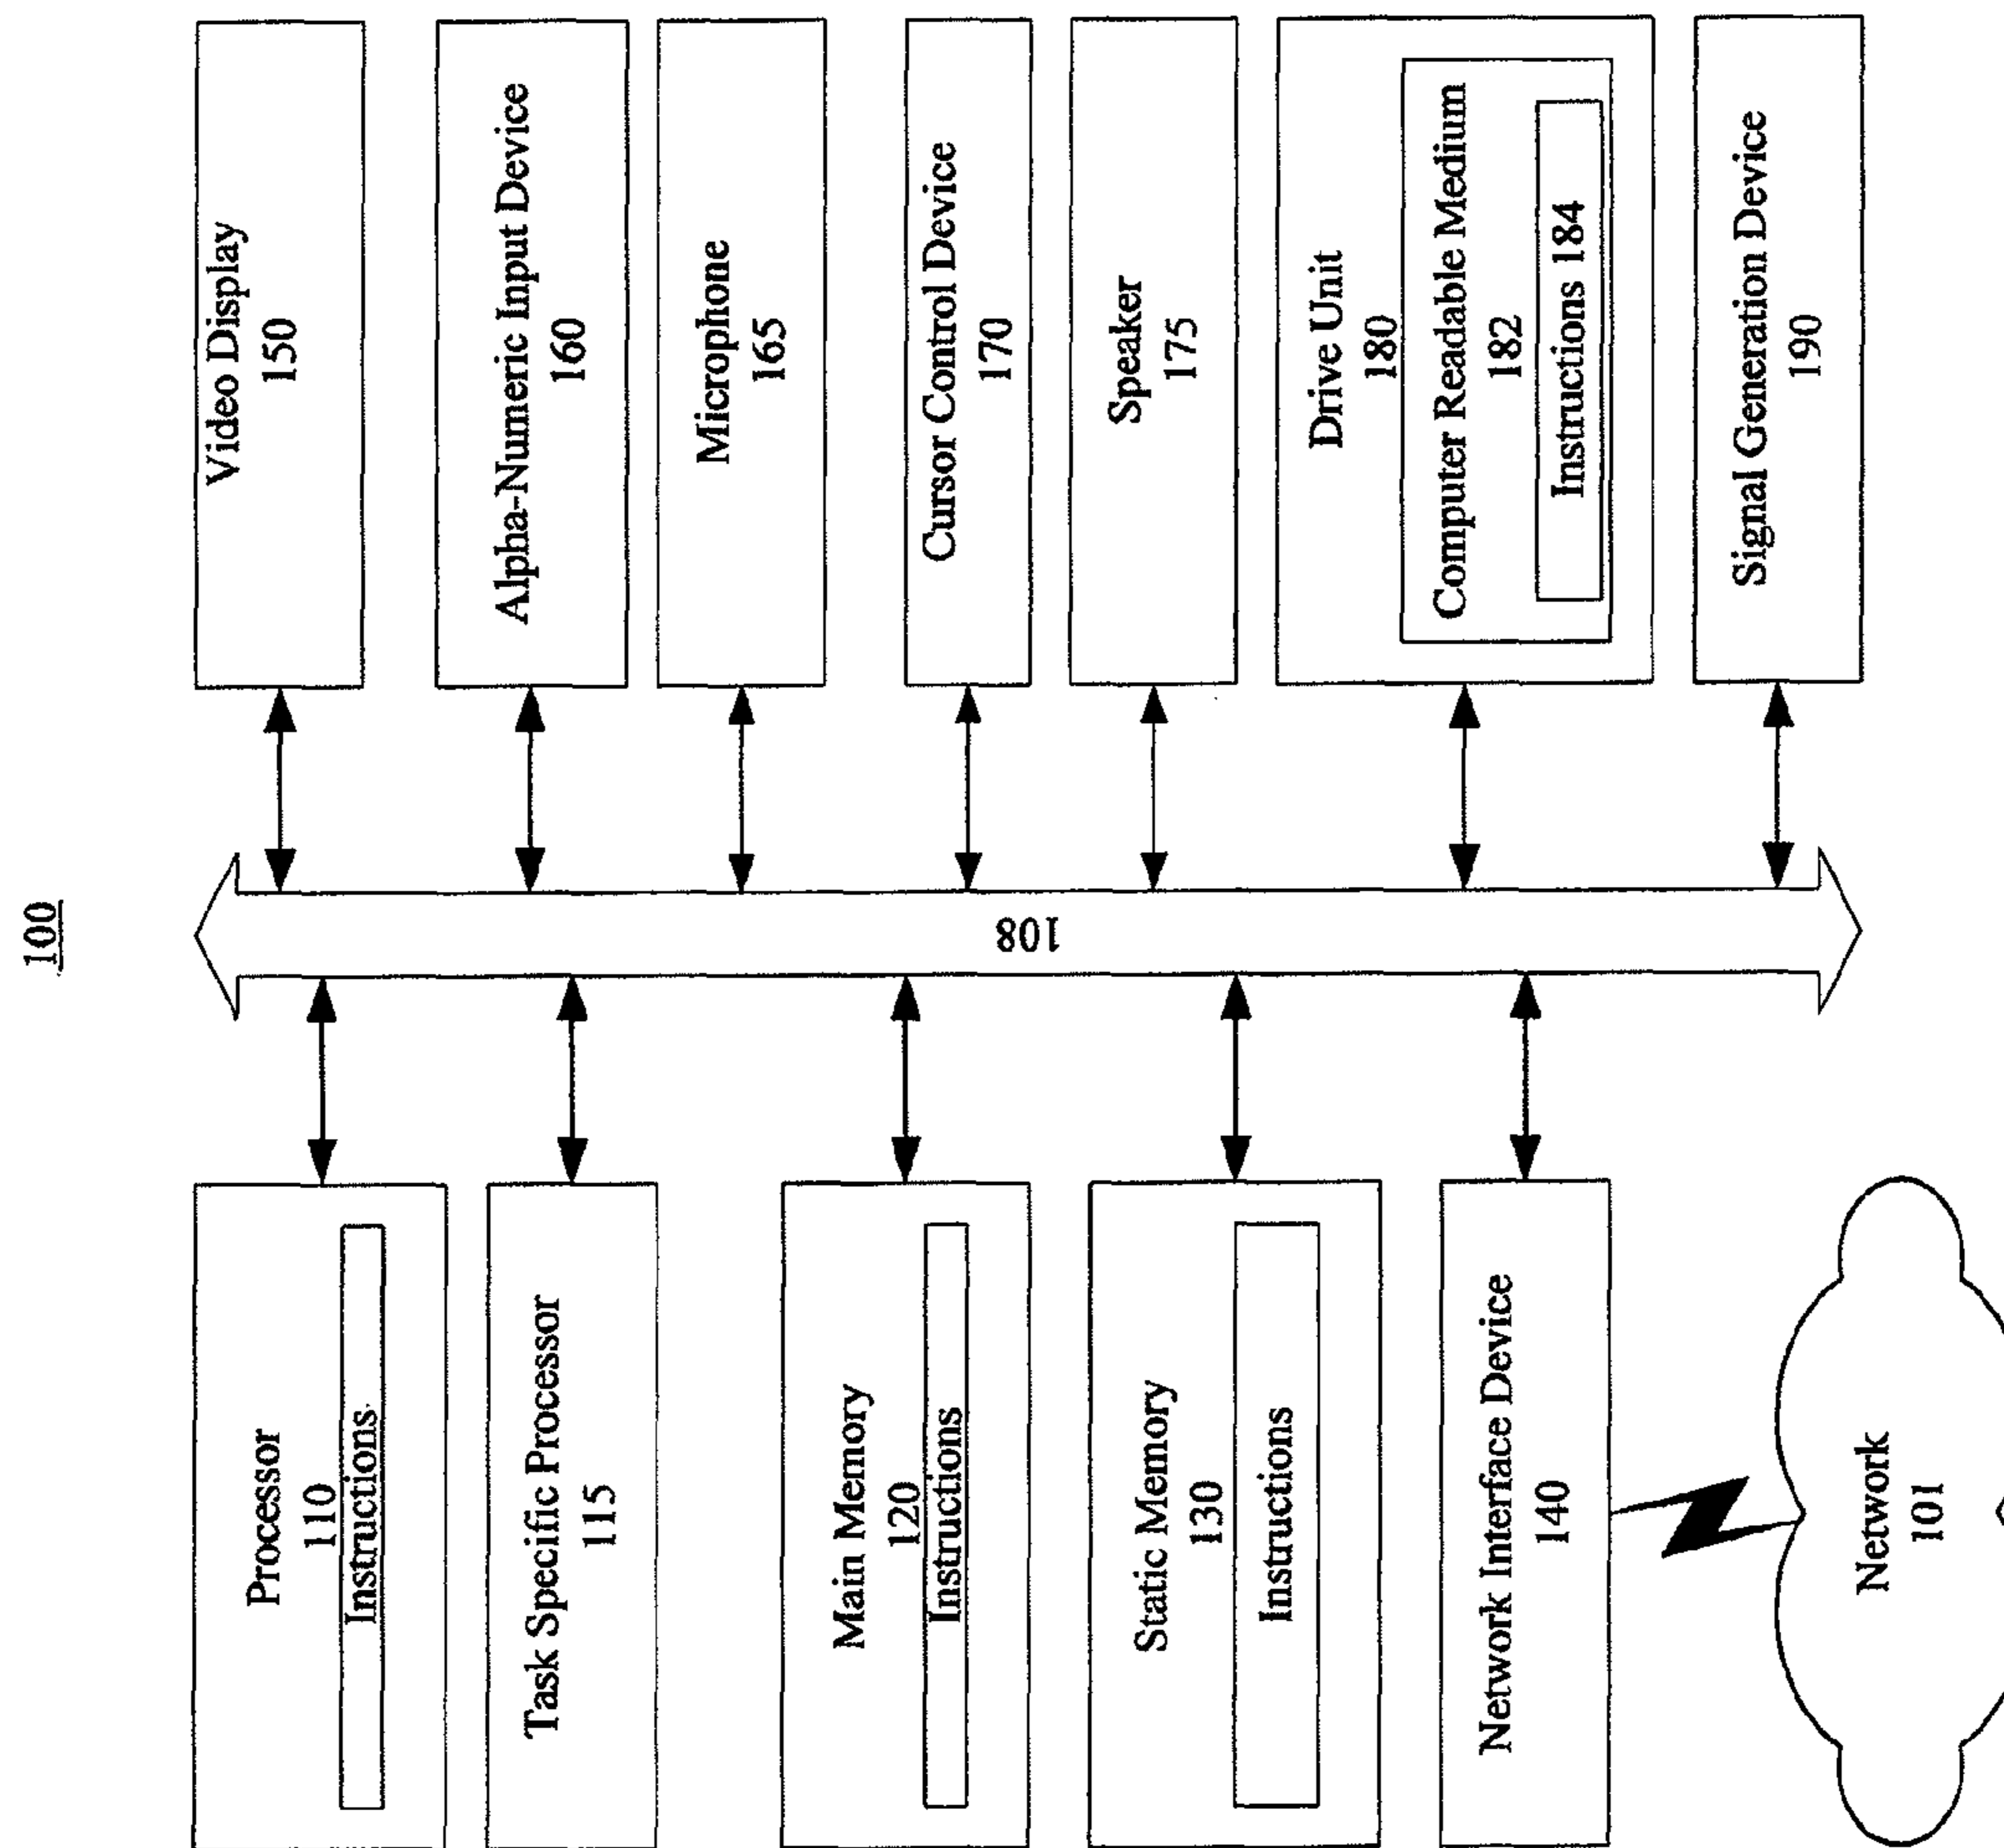 100
Processor
110
Instructions
Task Specific Processor
115
Main Memory
120
Instructions
Static Memory
130
Instructions
Network Interface Device
140
Network
101
108
Video Display
150
Alpha-Numeric Input Device
160
Microphone
165
Cursor Control Device
170
Speaker
175
Drive Unit
180
Computer Readable Medium
182
Instructions 184
Signal Generation Device
190